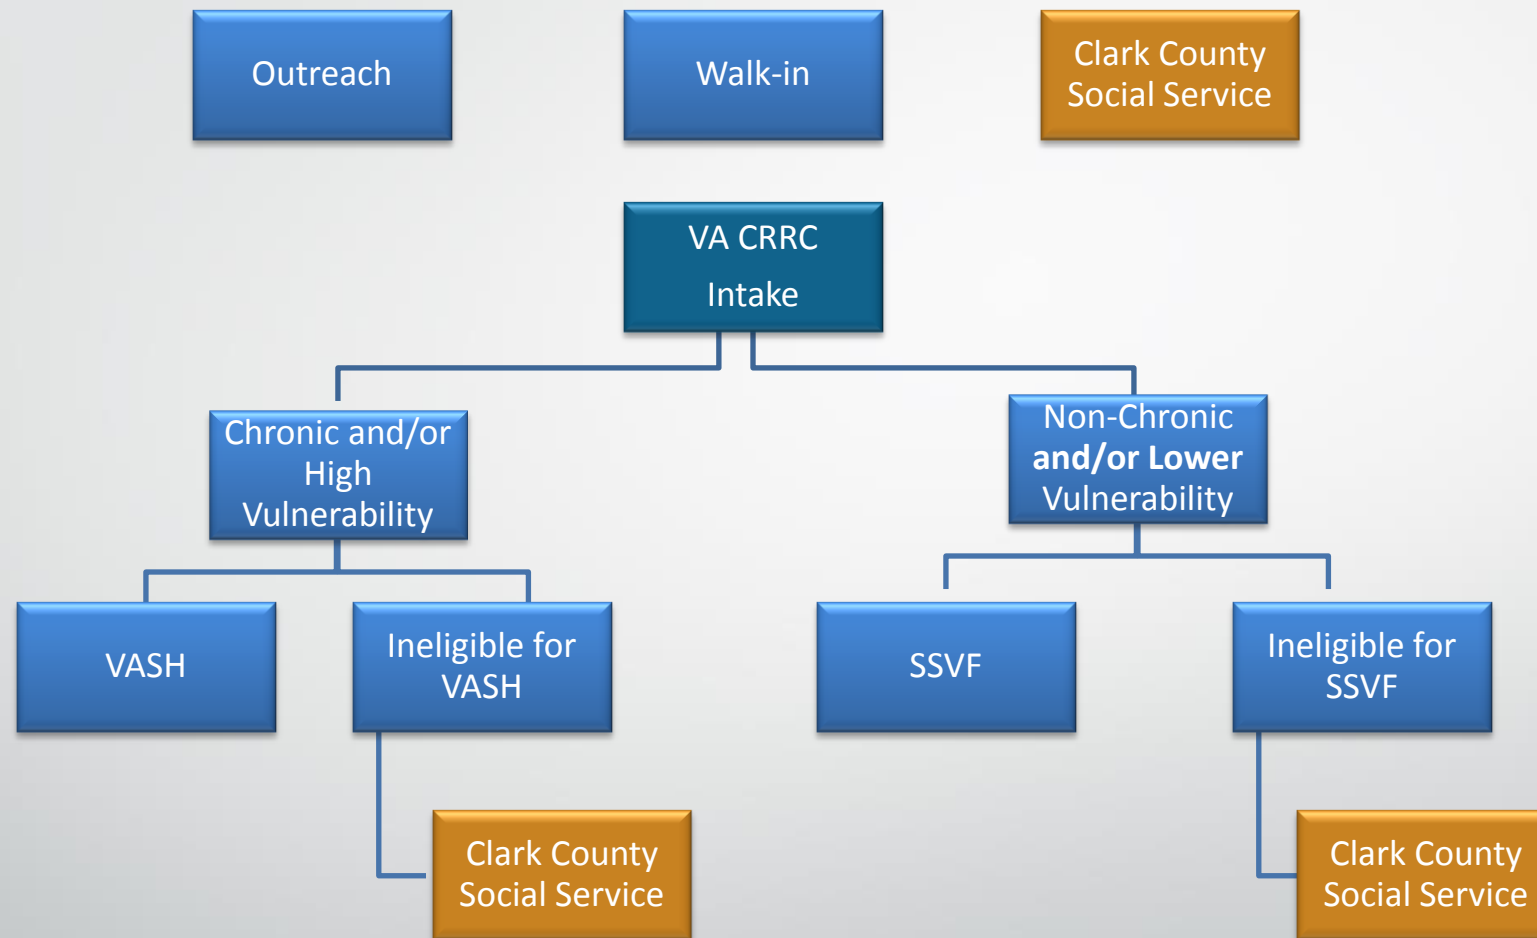 Outreach
Walk-in
Clark County
Social Service
VA CRRC
Intake
Chronic and/or
High
Vulnerability
Non-Chronic
and/or Lower
Vulnerability
VASH
Ineligible for
VASH
SSVF
Ineligible for
SSVF
Clark County
Social Service
Clark County
Social Service